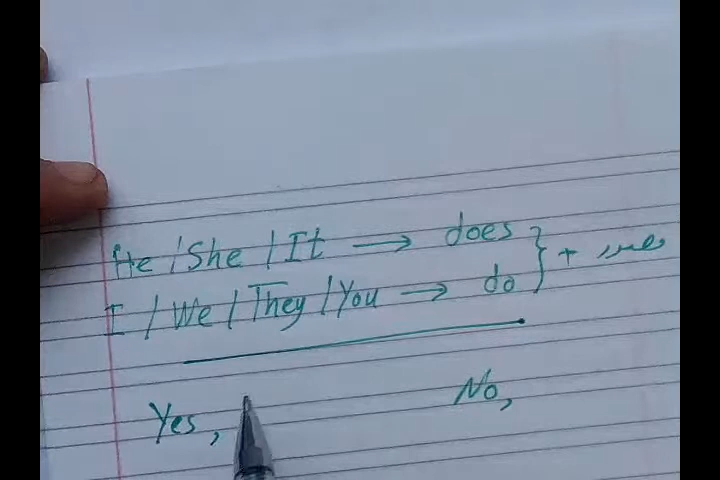 He / She / It → does } + مصدر
I / We / They / You → do
Yes, No,